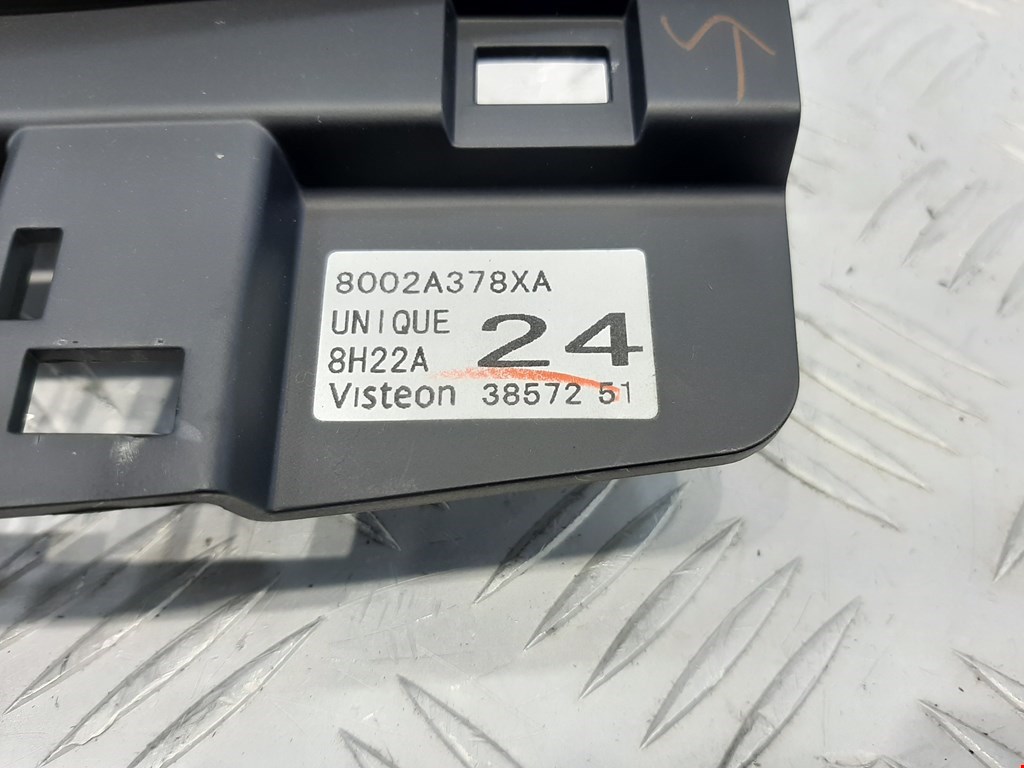 8002A378XA
UNIQUE 24
8H22A
Visteon 38572 51